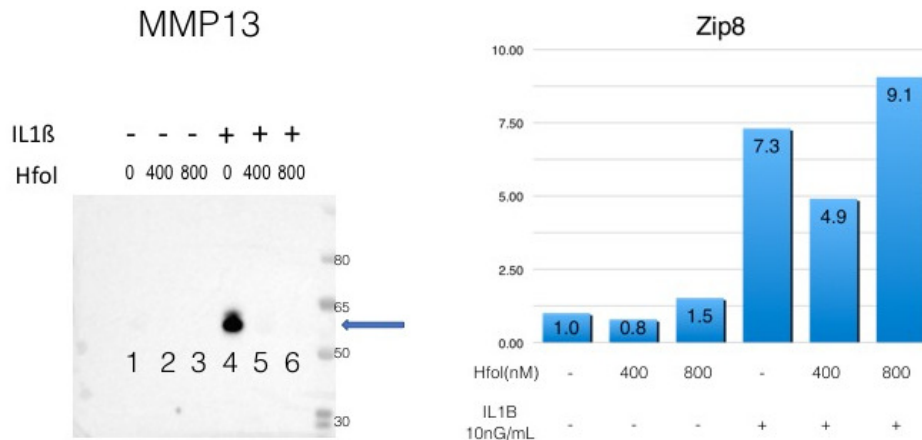 MMP13
IL1ß - - - + + +
Hfol 0 400 800 0 400 800
80
65
50
30
1 2 3 4 5 6
Zip8
10.00
7.50
5.00
2.50
0.00
1.0 0.8 1.5 7.3 4.9 9.1
Hfol(nM) - 400 800 - 400 800
IL1B
10nG/mL - - - + + +